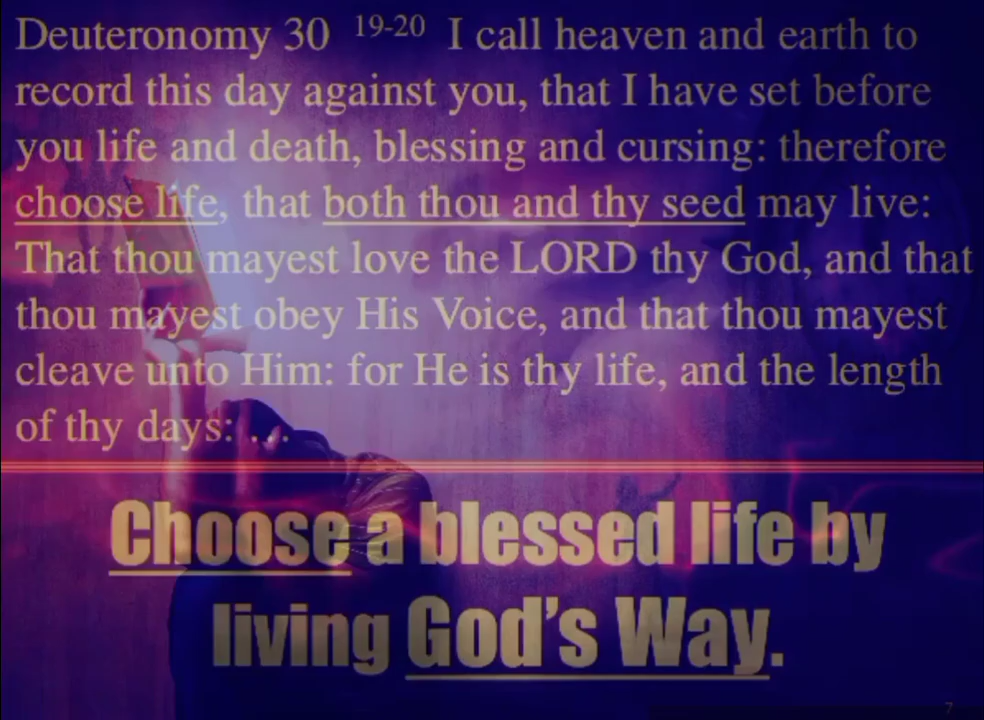 Deuteronomy 30 19-20 I call heaven and earth to
record this day against you, that I have set before
you life and death, blessing and cursing: therefore
choose life, that both thou and thy seed may live:
That thou mayest love the LORD thy God, and that
thou mayest obey His Voice, and that thou mayest
cleave unto Him: for He is thy life, and the length
of thy days: ...
Choose a blessed life by
living God's Way.
7